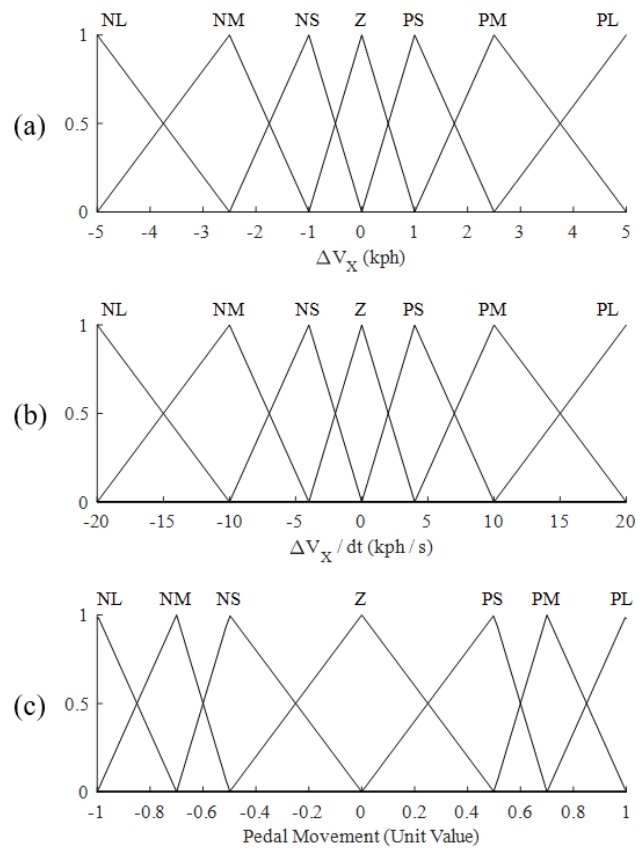 NL NM NS Z PS PM PL
1
(a)
0.5
0
-5 -4 -3 -2 -1 0 1 2 3 4 5
ΔV_X (kph)
NL NM NS Z PS PM PL
1
(b)
0.5
0
-20 -15 -10 -5 0 5 10 15 20
ΔV_X / dt (kph / s)
NL NM NS Z PS PM PL
1
(c)
0.5
0
-1 -0.8 -0.6 -0.4 -0.2 0 0.2 0.4 0.6 0.8 1
Pedal Movement (Unit Value)